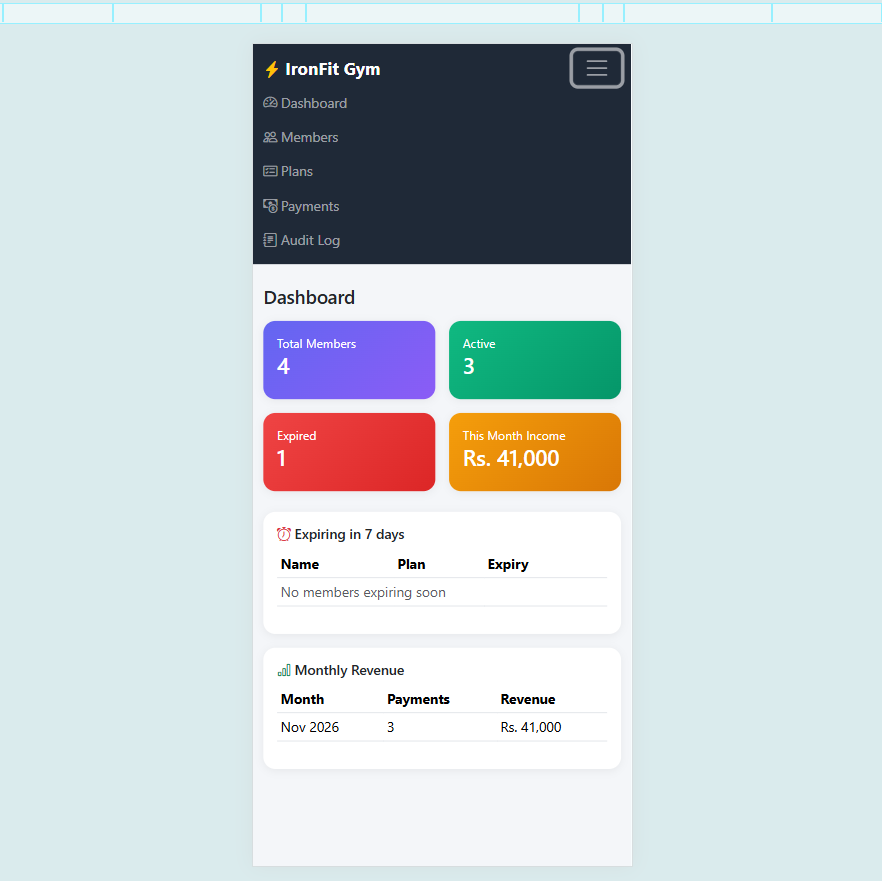 IronFit Gym
Dashboard
Members
Plans
Payments
Audit Log
Dashboard
Total Members
4
Active
3
Expired
1
This Month Income
Rs. 41,000
Expiring in 7 days
Name Plan Expiry
No members expiring soon
Monthly Revenue
Month Payments Revenue
Nov 2026 3 Rs. 41,000